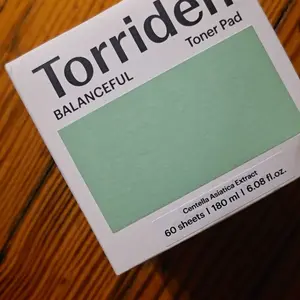 Torriden
Toner Pad
BALANCEFUL
Centella Asiatica Extract
60 sheets I 180 ml I 6.08 fl.oz.